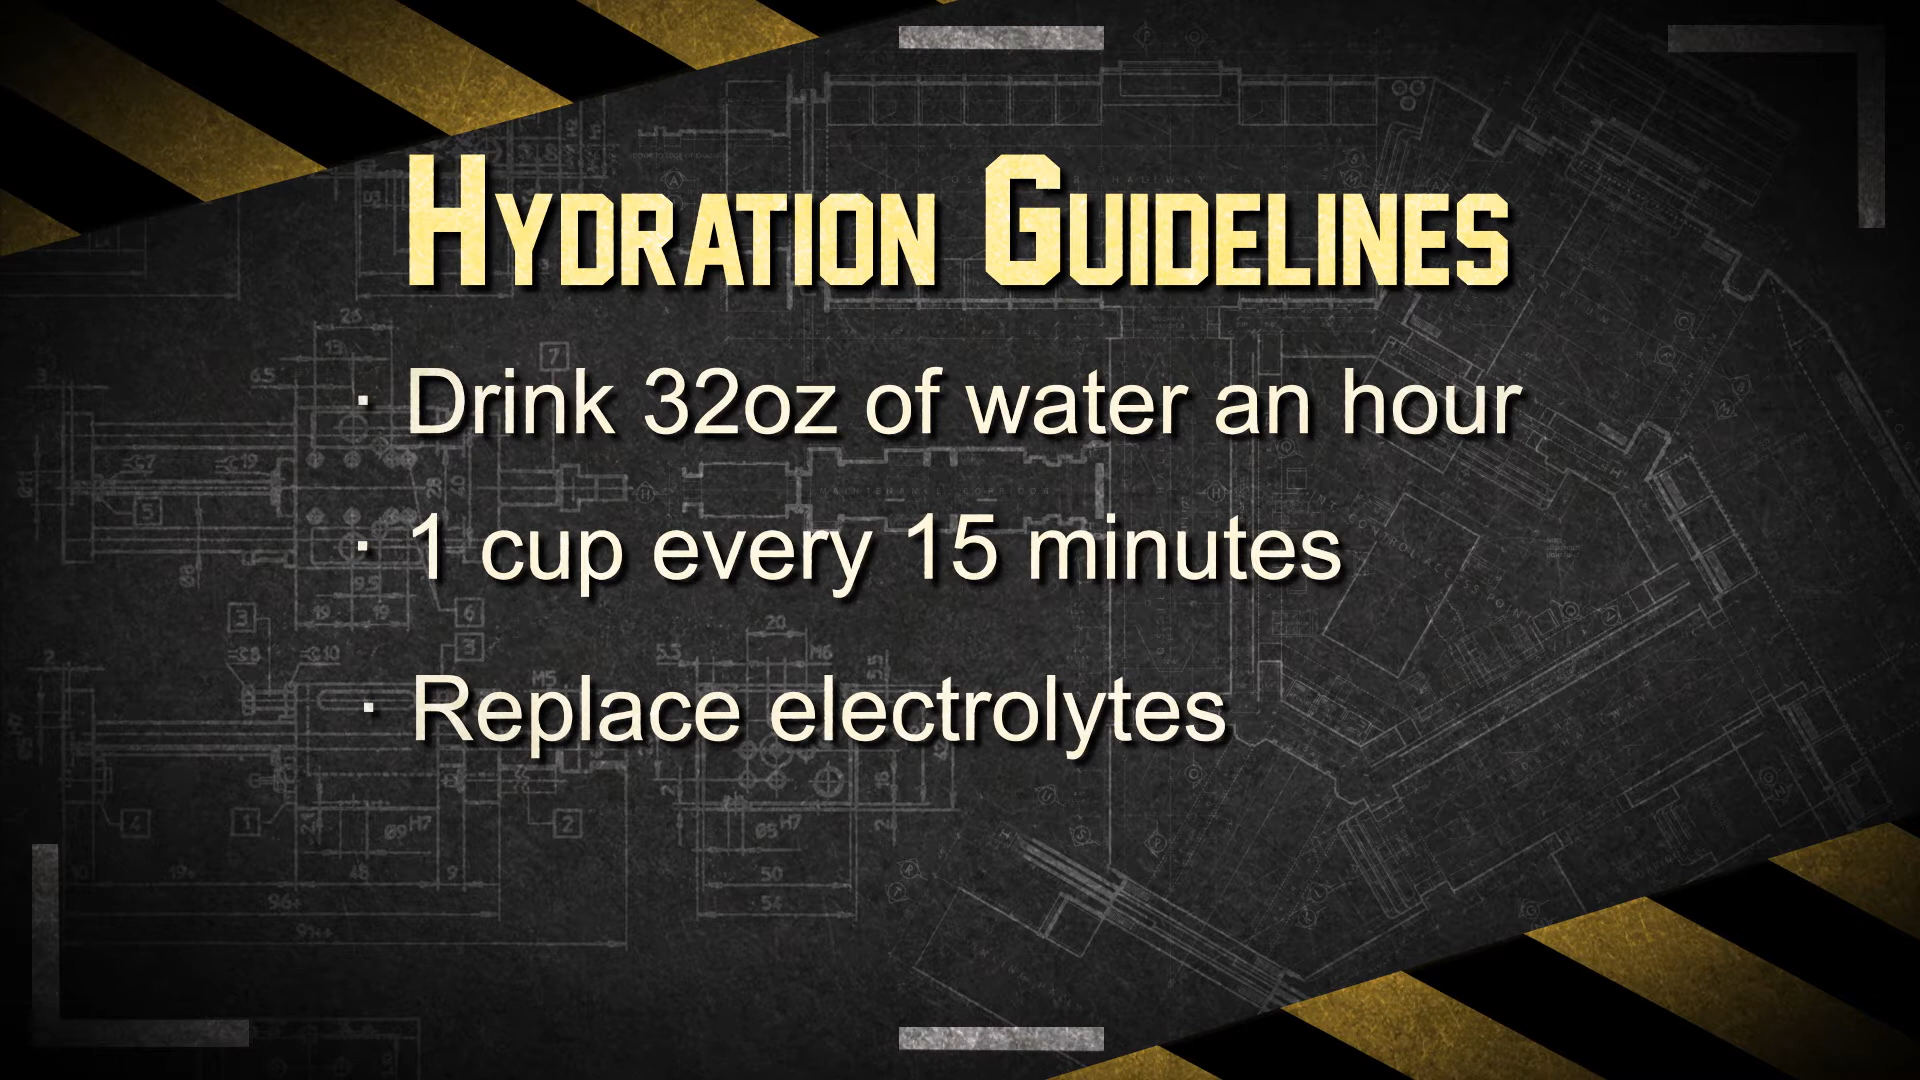 Hydration Guidelines
· Drink 32oz of water an hour
· 1 cup every 15 minutes
· Replace electrolytes